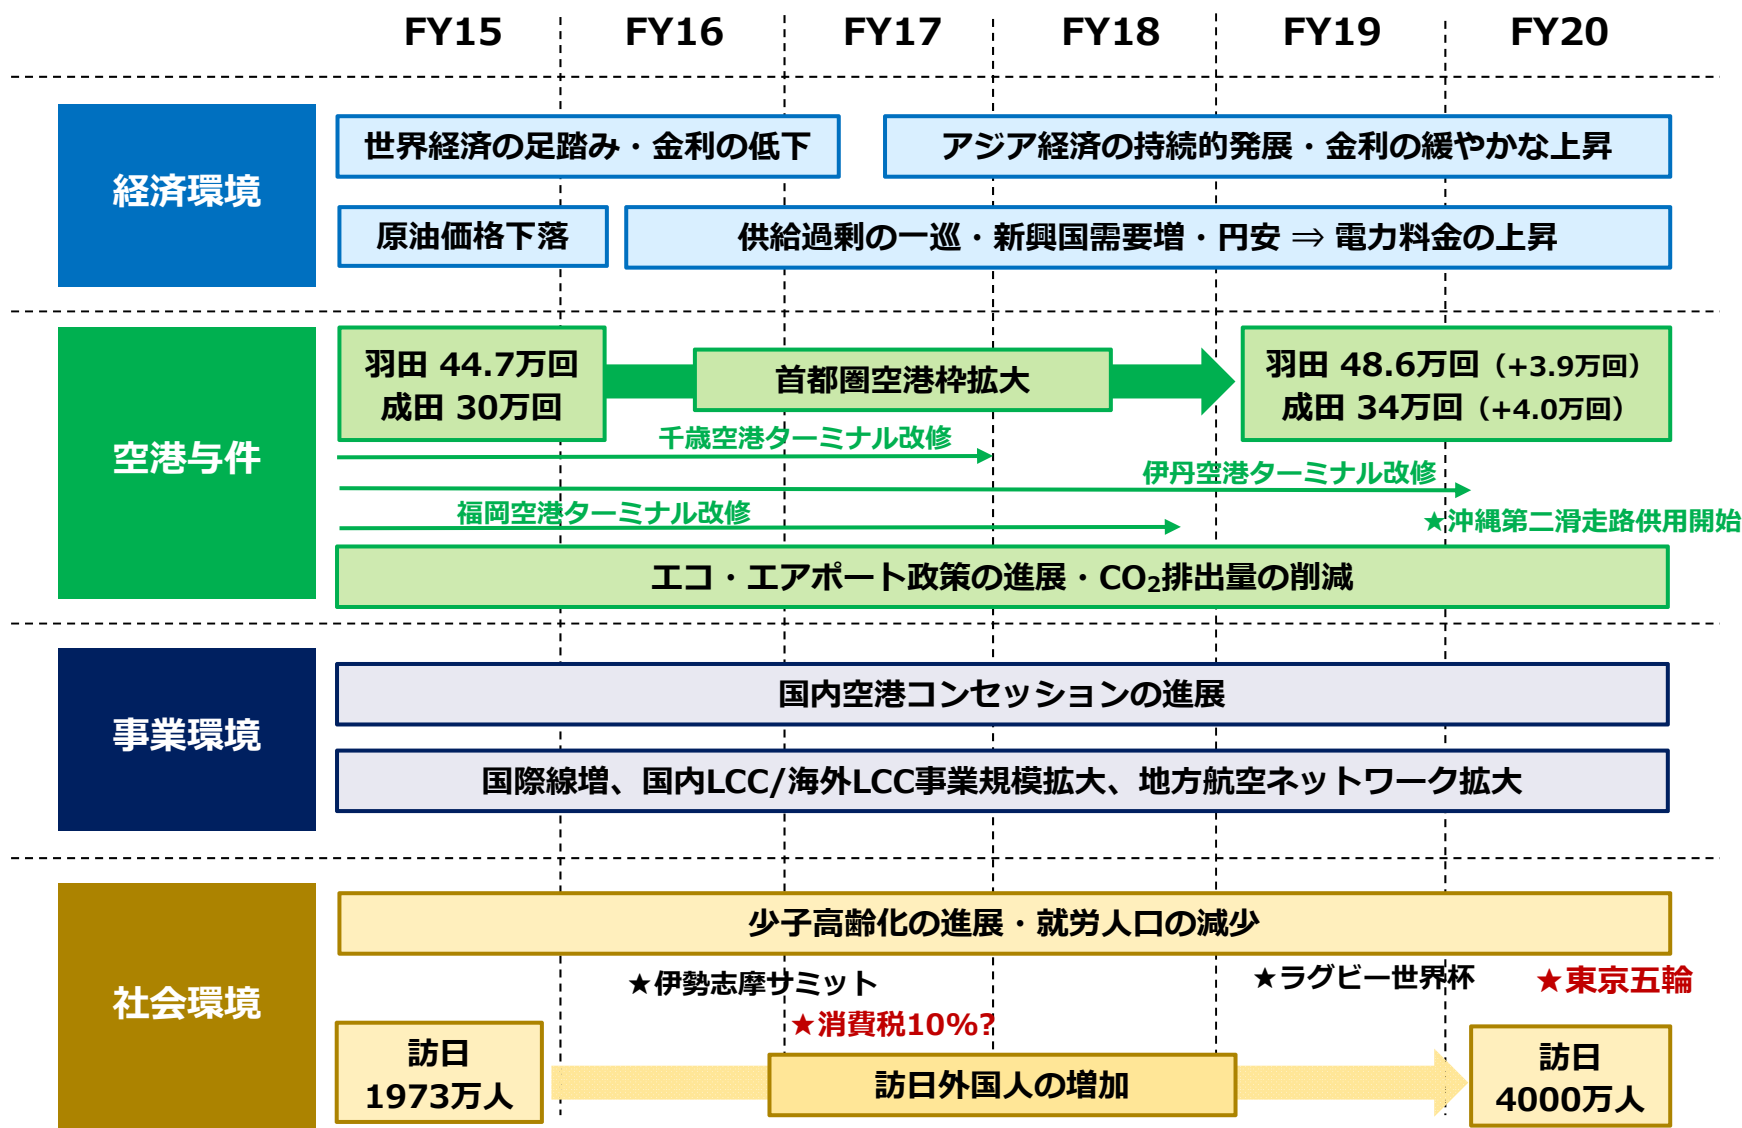 FY15 FY16 FY17 FY18 FY19 FY20
経済環境
世界経済の足踏み・金利の低下
アジア経済の持続的発展・金利の緩やかな上昇
原油価格下落
供給過剰の一巡・新興国需要増・円安 ⇒ 電力料金の上昇
空港与件
羽田 44.7万回
成田 30万回
首都圏空港枠拡大
羽田 48.6万回（+3.9万回）
成田 34万回（+4.0万回）
千歳空港ターミナル改修
伊丹空港ターミナル改修
福岡空港ターミナル改修
★沖縄第二滑走路供用開始
エコ・エアポート政策の進展・CO₂排出量の削減
事業環境
国内空港コンセッションの進展
国際線増、国内LCC/海外LCC事業規模拡大、地方航空ネットワーク拡大
社会環境
少子高齢化の進展・就労人口の減少
★伊勢志摩サミット
★ラグビー世界杯
★東京五輪
★消費税10%?
訪日
1973万人
訪日外国人の増加
訪日
4000万人